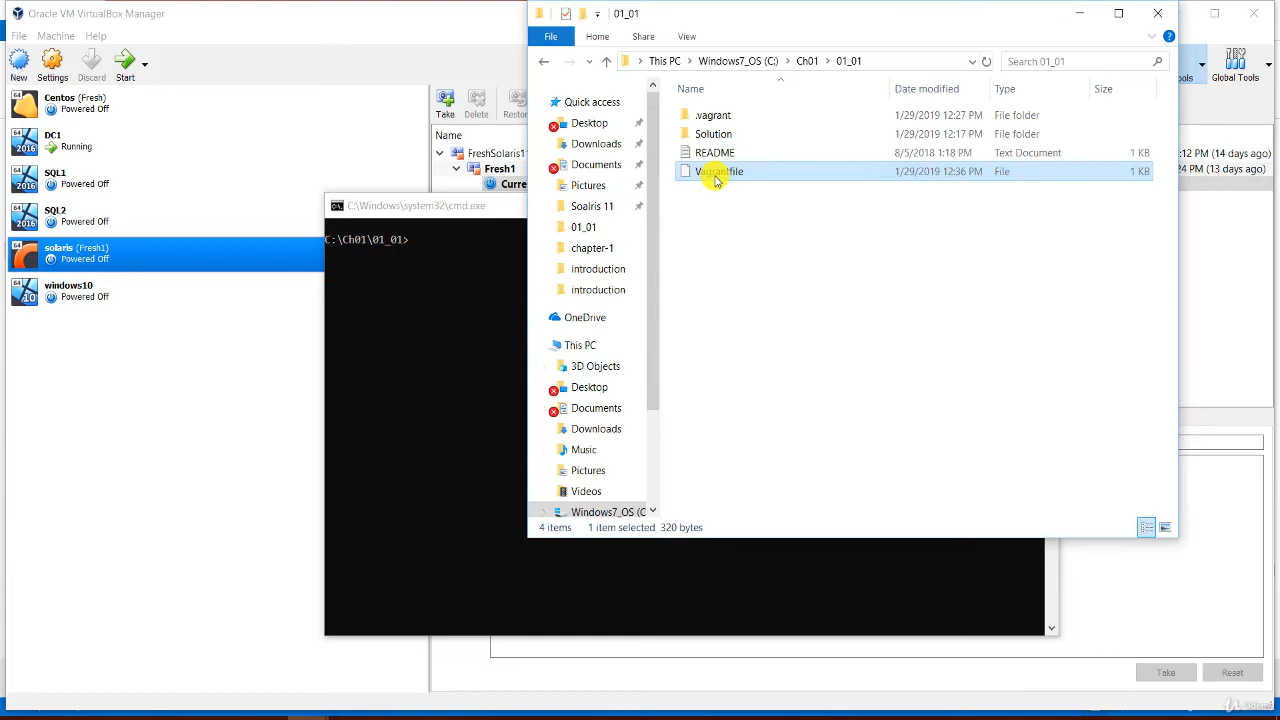 Oracle VM VirtualBox Manager
File Machine Help
New Settings Discard Start
Take Delete
Global Tools
Centos (Fresh)
Powered Off
DC1
Running
SQL1
Powered Off
SQL2
Powered Off
solaris (Fresh1)
Powered Off
windows10
Powered Off
Name
Fresh1
:12 PM (14 days ago)
:24 PM (14 days ago)
C:\Windows\system32\cmd.exe
C:\Ch01\01_01>
01_01
File Home Share View
This PC > Windows7_OS (C:) > Ch01 > 01_01
Search 01_01
Name Date modified Type Size
.vagrant 1/29/2019 12:27 PM File folder
Solution 1/29/2019 12:17 PM File folder
README 8/5/2018 1:18 PM Text Document 1 KB
Vagrantfile 1/29/2019 12:36 PM File 1 KB
Quick access
Desktop
Downloads
Documents
Pictures
Soalris 11
01_01
chapter-1
introduction
introduction
OneDrive
This PC
3D Objects
Desktop
Documents
Downloads
Music
Pictures
Videos
Windows7_OS (C
4 items 1 item selected 320 bytes
Take Reset
Udemy